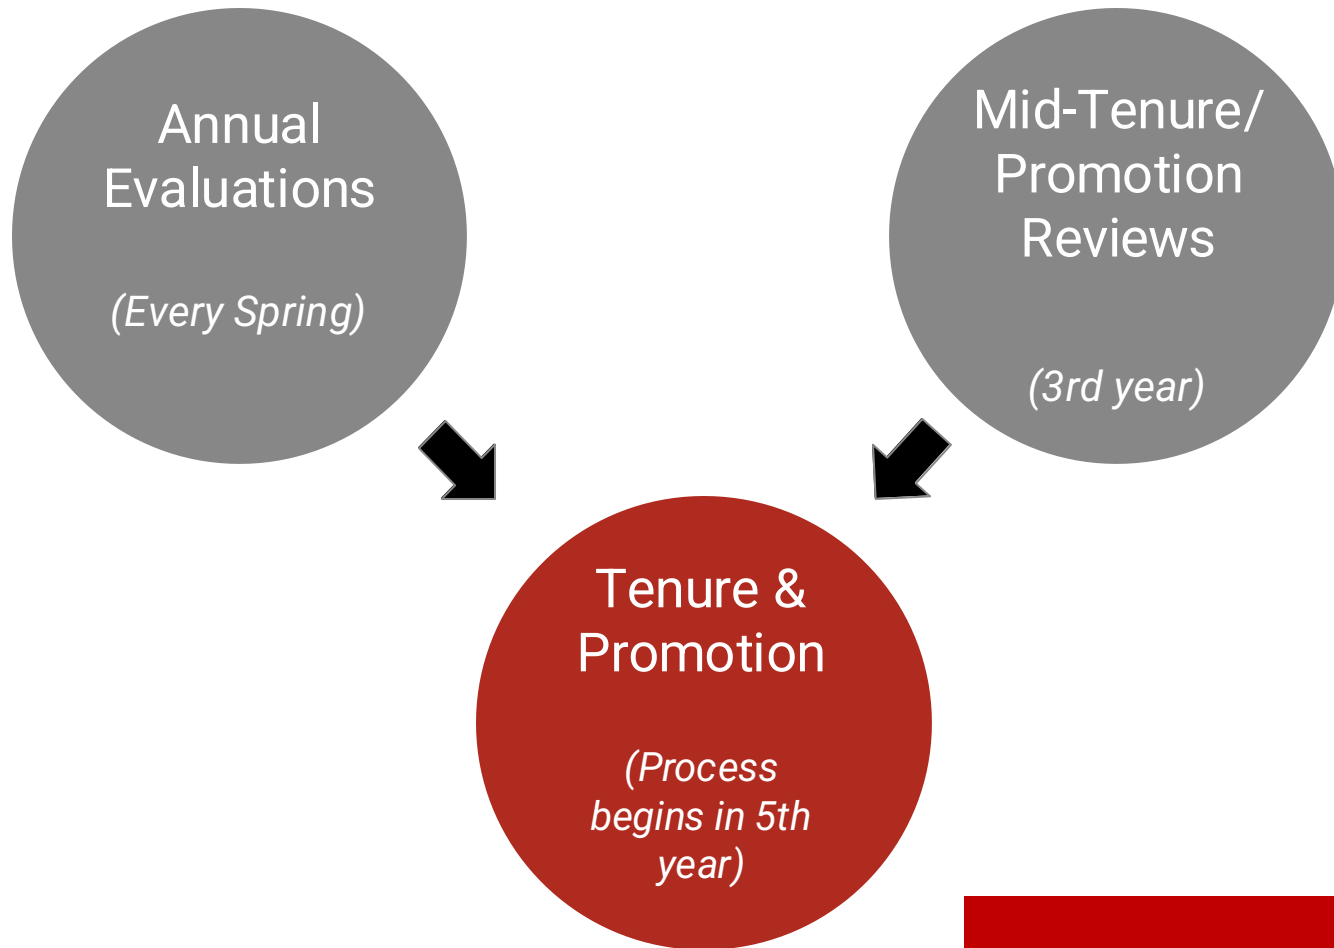 Annual
Evaluations
(Every Spring)
Mid-Tenure/
Promotion
Reviews
(3rd year)
Tenure &
Promotion
(Process
begins in 5th
year)